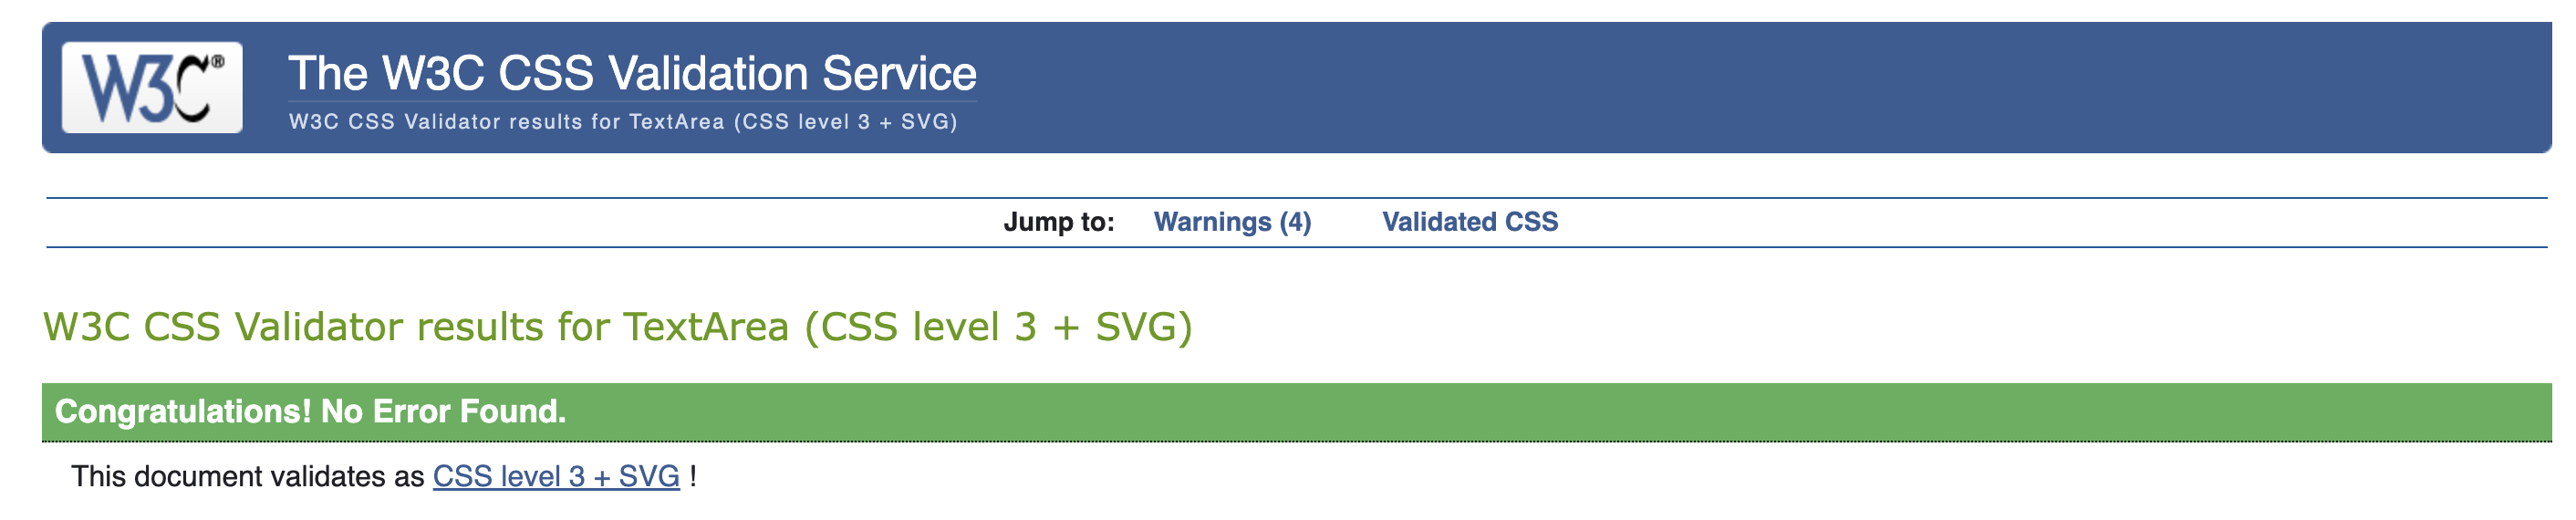 W3C®
The W3C CSS Validation Service
W3C CSS Validator results for TextArea (CSS level 3 + SVG)
Jump to: Warnings (4) Validated CSS
W3C CSS Validator results for TextArea (CSS level 3 + SVG)
Congratulations! No Error Found.
This document validates as CSS level 3 + SVG !